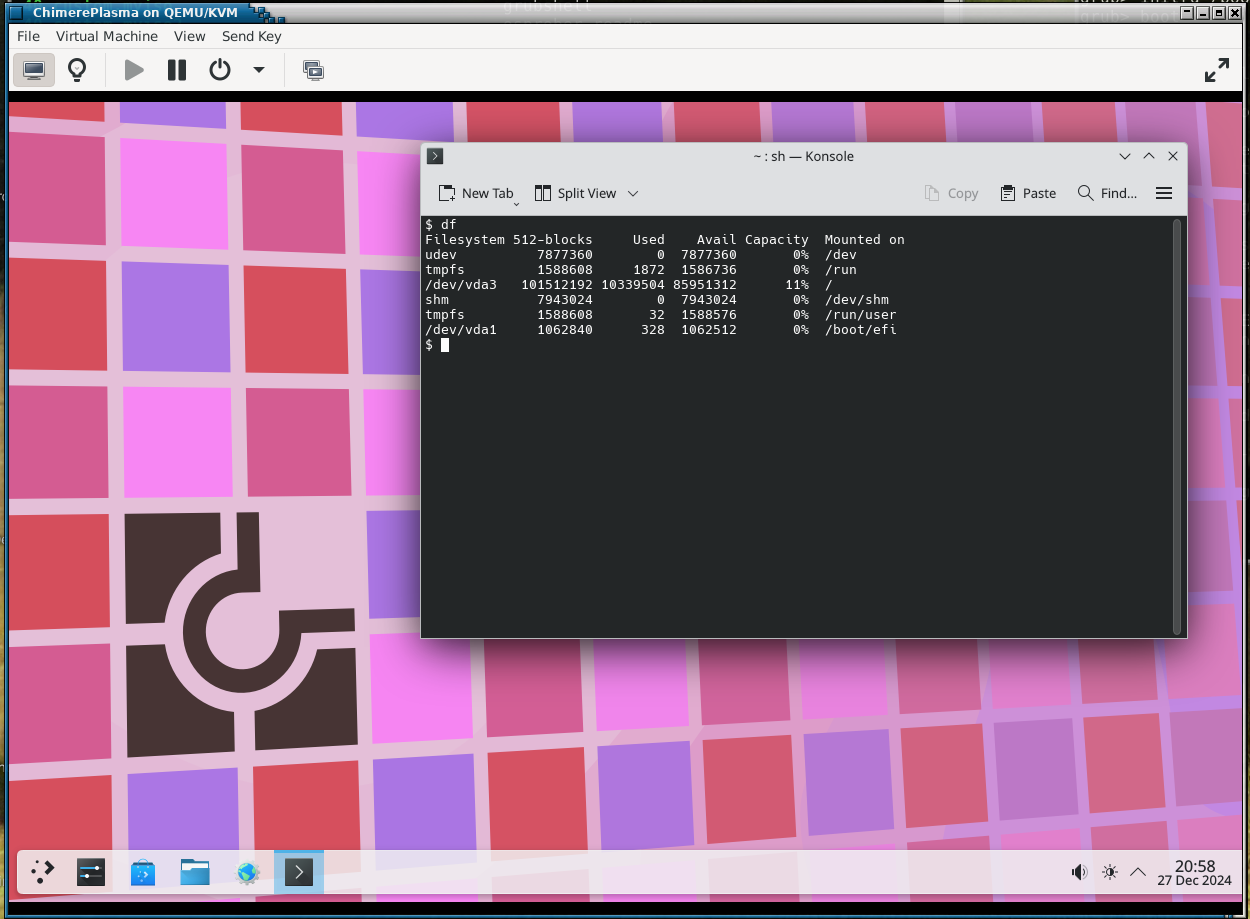 ChimerePlasma on QEMU/KVM
File Virtual Machine View Send Key
~ : sh — Konsole
New Tab Split View Copy Paste Find...
$ df
Filesystem 512-blocks     Used    Avail Capacity  Mounted on
udev          7877360        0  7877360       0%  /dev
tmpfs         1588608     1872  1586736       0%  /run
/dev/vda3   101512192 10339504 85951312      11%  /
shm           7943024        0  7943024       0%  /dev/shm
tmpfs         1588608       32  1588576       0%  /run/user
/dev/vda1     1062840      328  1062512       0%  /boot/efi
$
20:58
27 Dec 2024